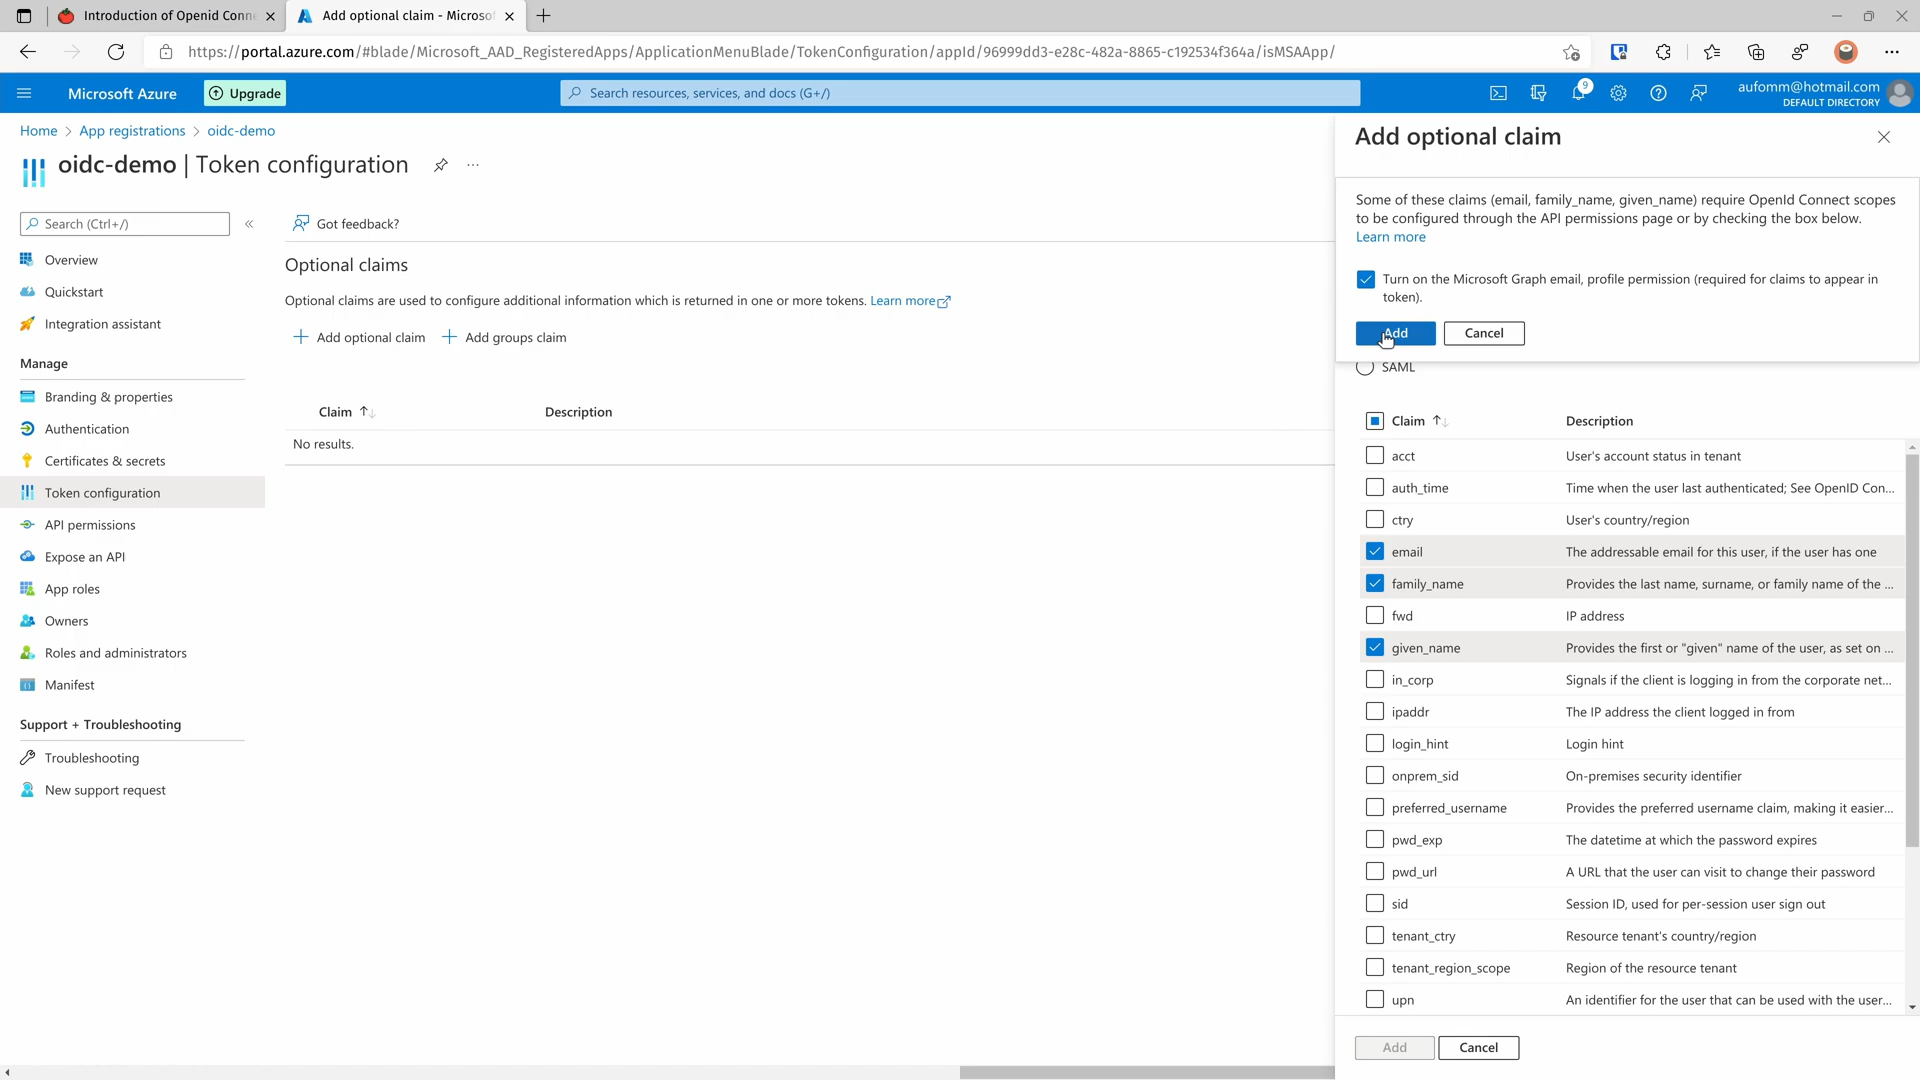 Introduction of Openid Conne
Add optional claim - Microsof
https://portal.azure.com/#blade/Microsoft_AAD_RegisteredApps/ApplicationMenuBlade/TokenConfiguration/appId/96999dd3-e28c-482a-8865-c192534f364a/isMSAApp/
Microsoft Azure
Upgrade
Search resources, services, and docs (G+/)
9
aufomm@hotmail.com
DEFAULT DIRECTORY
Home > App registrations > oidc-demo
oidc-demo | Token configuration
Search (Ctrl+/)
Overview
Quickstart
Integration assistant
Manage
Branding & properties
Authentication
Certificates & secrets
Token configuration
API permissions
Expose an API
App roles
Owners
Roles and administrators
Manifest
Support + Troubleshooting
Troubleshooting
New support request
Got feedback?
Optional claims
Optional claims are used to configure additional information which is returned in one or more tokens. Learn more
Add optional claim
Add groups claim
Claim
Description
No results.
Add optional claim
Some of these claims (email, family_name, given_name) require OpenId Connect scopes
to be configured through the API permissions page or by checking the box below.
Learn more
Turn on the Microsoft Graph email, profile permission (required for claims to appear in
token).
Add
Cancel
SAML
Claim
Description
acct
User's account status in tenant
auth_time
Time when the user last authenticated; See OpenID Con...
ctry
User's country/region
email
The addressable email for this user, if the user has one
family_name
Provides the last name, surname, or family name of the ...
fwd
IP address
given_name
Provides the first or "given" name of the user, as set on ...
in_corp
Signals if the client is logging in from the corporate net...
ipaddr
The IP address the client logged in from
login_hint
Login hint
onprem_sid
On-premises security identifier
preferred_username
Provides the preferred username claim, making it easier...
pwd_exp
The datetime at which the password expires
pwd_url
A URL that the user can visit to change their password
sid
Session ID, used for per-session user sign out
tenant_ctry
Resource tenant's country/region
tenant_region_scope
Region of the resource tenant
upn
An identifier for the user that can be used with the user...
Add
Cancel